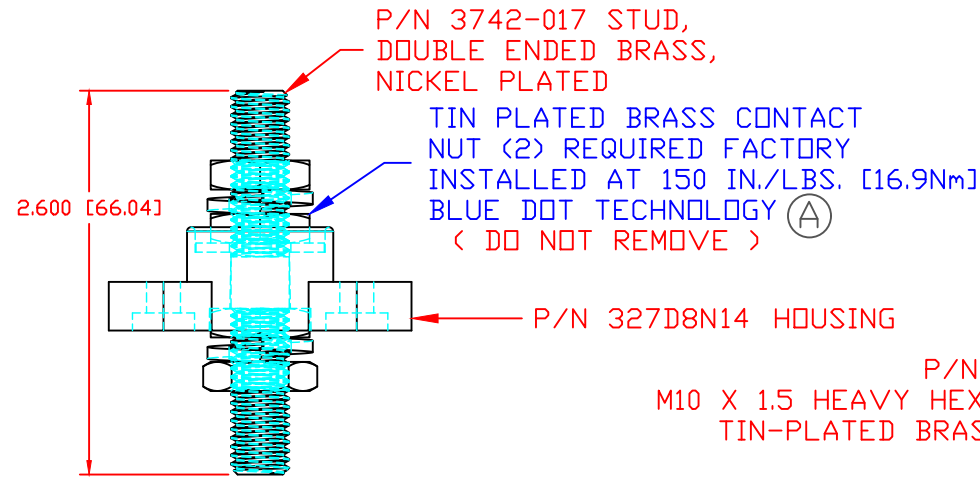 P/N 3742-017 STUD,
DOUBLE ENDED BRASS,
NICKEL PLATED
TIN PLATED BRASS CONTACT
NUT (2) REQUIRED FACTORY
INSTALLED AT 150 IN./LBS. [16.9Nm]
BLUE DOT TECHNOLOGY A
( DO NOT REMOVE )
2.600 [66.04]
P/N 327D8N14 HOUSING
P/N
M10 X 1.5 HEAVY HEX
TIN-PLATED BRAS